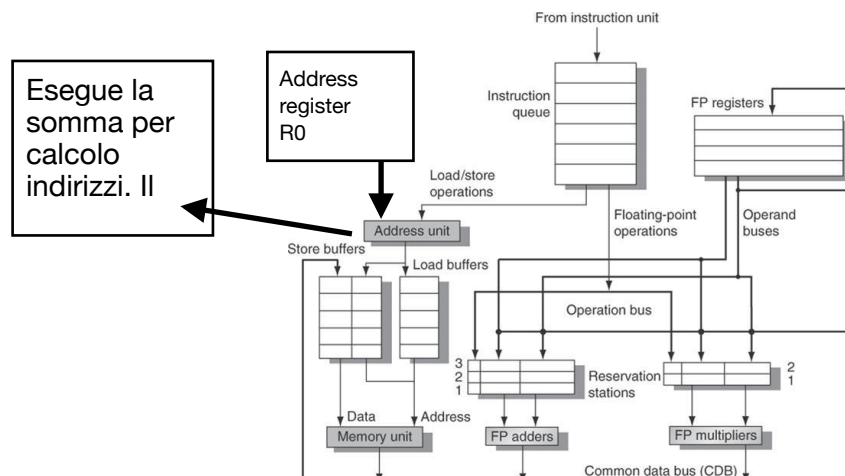 From instruction unit
Esegue la
somma per
calcolo
indirizzi. Il
Address
register
R0
Instruction
queue
FP registers
Load/store
operations
Floating-point
operations
Operand
buses
Address unit
Store buffers
Load buffers
Operation bus
3
2
1
Reservation
stations
2
1
Data
Address
Memory unit
FP adders
FP multipliers
Common data bus (CDB)